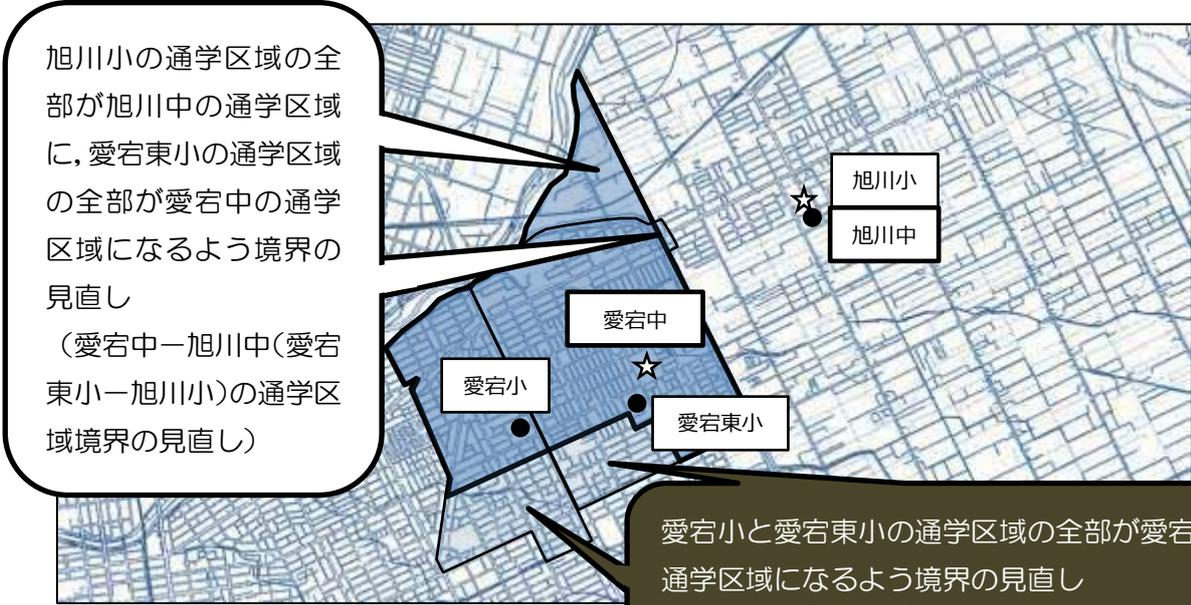 旭川小の通学区域の全
部が旭川中の通学区域
に，愛宕東小の通学区域
の全部が愛宕中の通学
区域になるよう境界の
見直し
（愛宕中－旭川中（愛宕
東小－旭川小）の通学区
域境界の見直し）
旭川小
旭川中
愛宕中
愛宕小
愛宕東小
愛宕小と愛宕東小の通学区域の全部が愛宕
通学区域になるよう境界の見直し